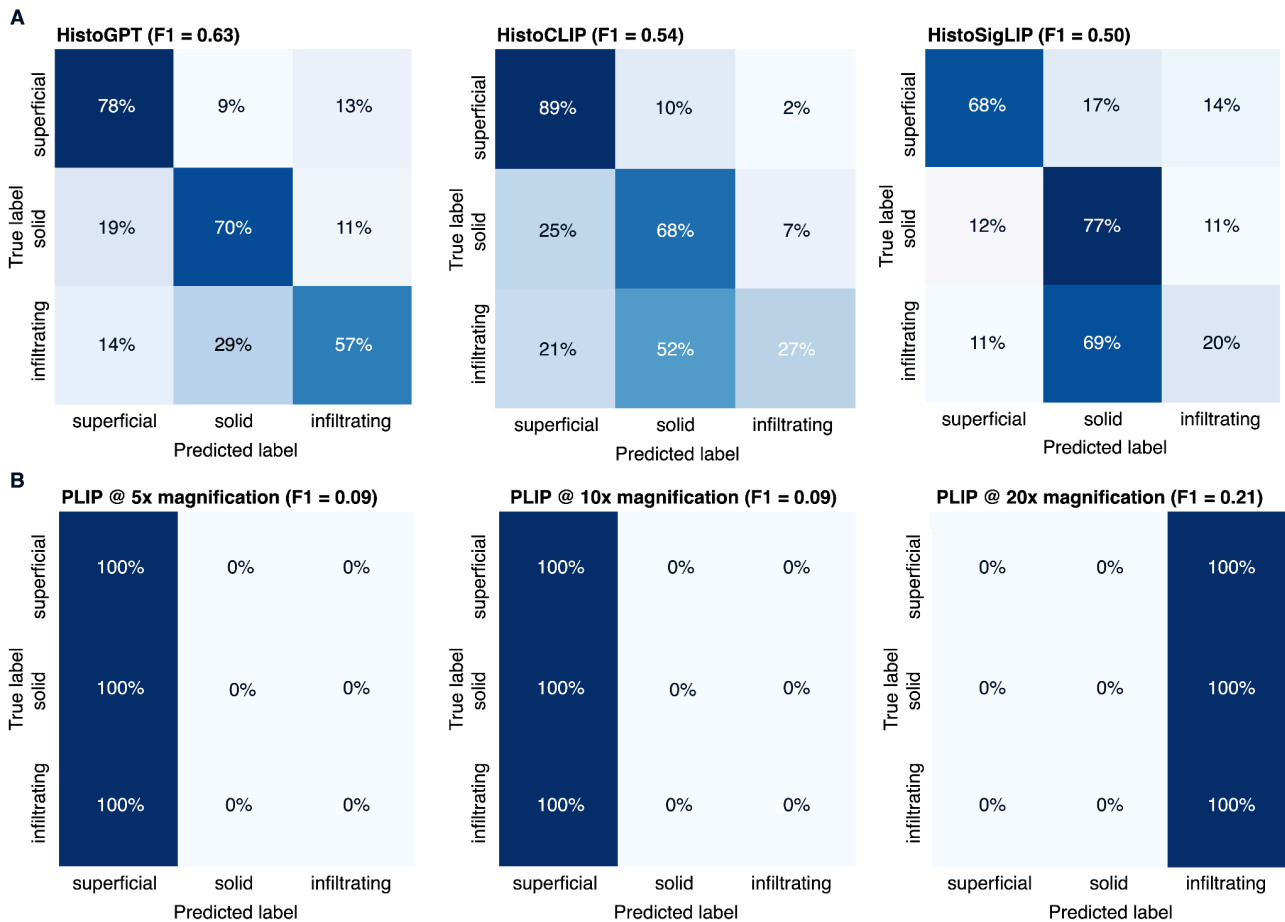 A
HistoGPT (F1 = 0.63)
HistoCLIP (F1 = 0.54)
HistoSigLIP (F1 = 0.50)
True label
superficial
78% 9% 13%
solid
19% 70% 11%
infiltrating
14% 29% 57%
superficial solid infiltrating
Predicted label
True label
superficial
89% 10% 2%
solid
25% 68% 7%
infiltrating
21% 52% 27%
superficial solid infiltrating
Predicted label
True label
superficial
68% 17% 14%
solid
12% 77% 11%
infiltrating
11% 69% 20%
superficial solid infiltrating
Predicted label
B
PLIP @ 5x magnification (F1 = 0.09)
PLIP @ 10x magnification (F1 = 0.09)
PLIP @ 20x magnification (F1 = 0.21)
True label
superficial
100% 0% 0%
solid
100% 0% 0%
infiltrating
100% 0% 0%
superficial solid infiltrating
Predicted label
True label
superficial
100% 0% 0%
solid
100% 0% 0%
infiltrating
100% 0% 0%
superficial solid infiltrating
Predicted label
True label
superficial
0% 0% 100%
solid
0% 0% 100%
infiltrating
0% 0% 100%
superficial solid infiltrating
Predicted label